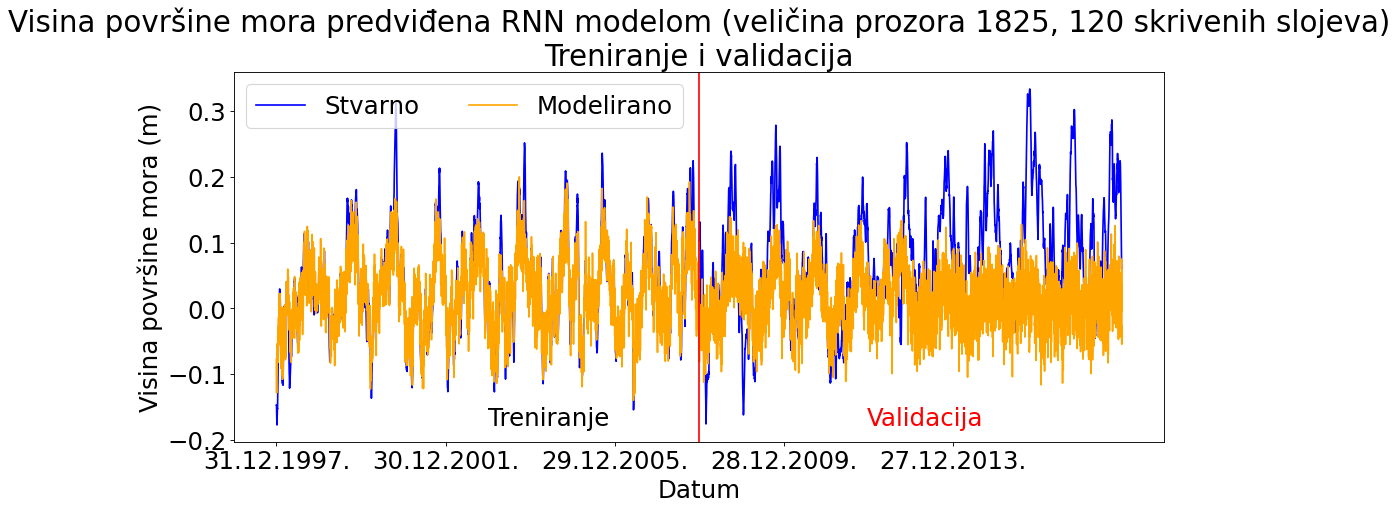 Visina površine mora predviđena RNN modelom (veličina prozora 1825, 120 skrivenih slojeva)
Treniranje i validacija
Stvarno
Modelirano
Visina površine mora (m)
0.3
0.2
0.1
0.0
−0.1
−0.2
Treniranje
Validacija
31.12.1997.
30.12.2001.
29.12.2005.
28.12.2009.
27.12.2013.
Datum